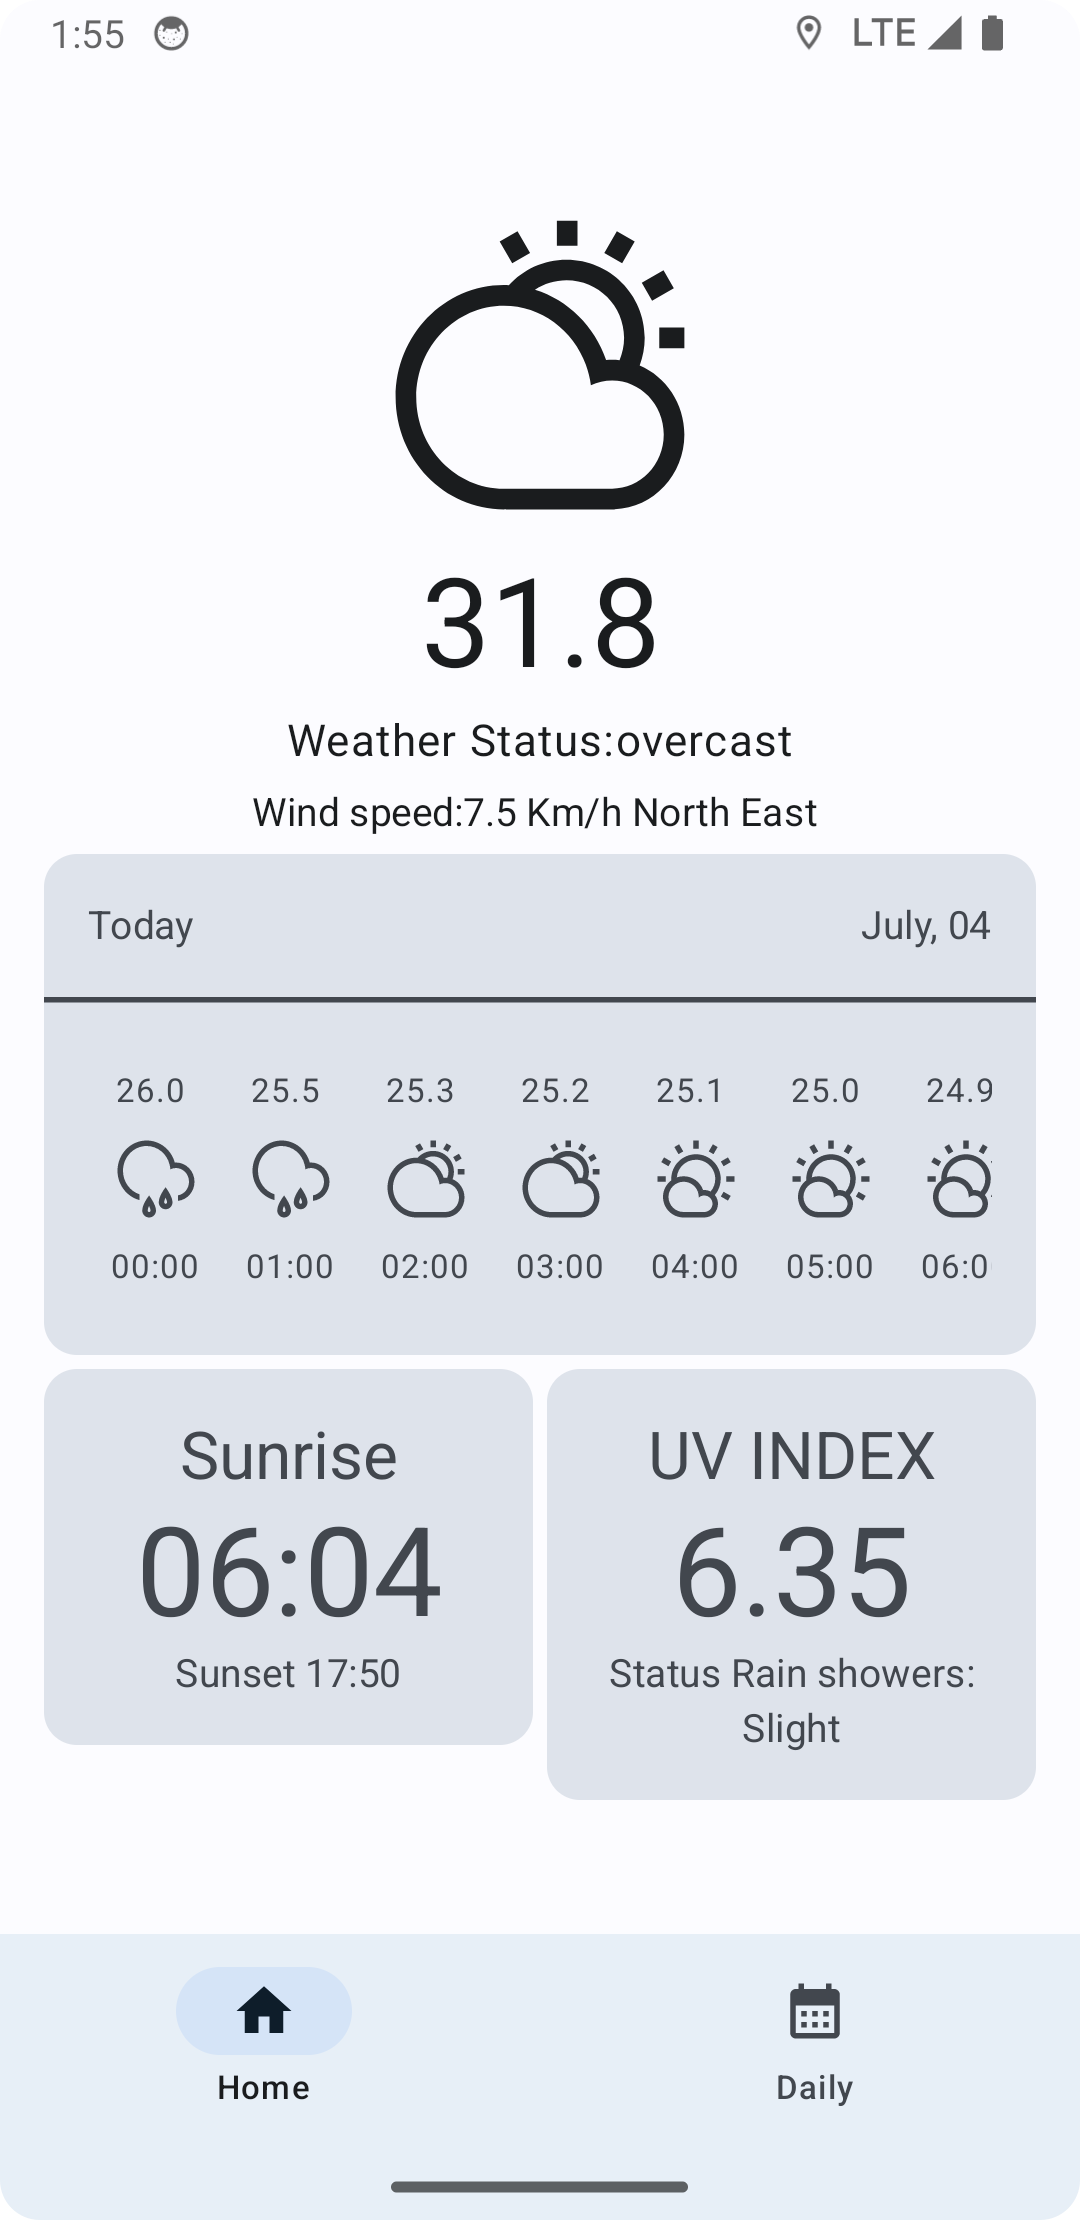 1:55 LTE
31.8
Weather Status:overcast
Wind speed:7.5 Km/h North East
Today July, 04
26.0 25.5 25.3 25.2 25.1 25.0 24.9
00:00 01:00 02:00 03:00 04:00 05:00 06:0
Sunrise
06:04
Sunset 17:50
UV INDEX
6.35
Status Rain showers:
Slight
Home Daily